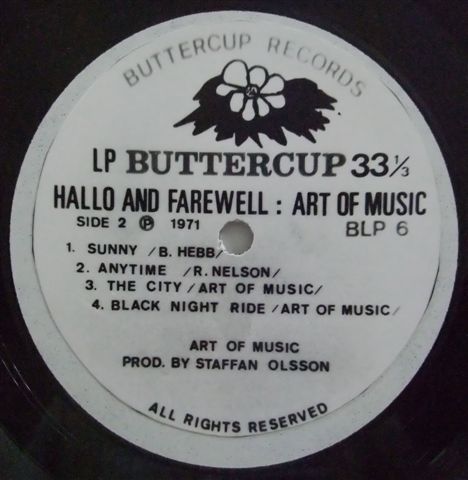 BUTTERCUP RECORDS
LP BUTTERCUP 33 1/3
HALLO AND FAREWELL : ART OF MUSIC
SIDE 2 ℗ 1971 BLP 6
1. SUNNY /B. HEBB/
2. ANYTIME /R. NELSON/
3. THE CITY /ART OF MUSIC/
4. BLACK NIGHT RIDE /ART OF MUSIC/
ART OF MUSIC
PROD. BY STAFFAN OLSSON
ALL RIGHTS RESERVED